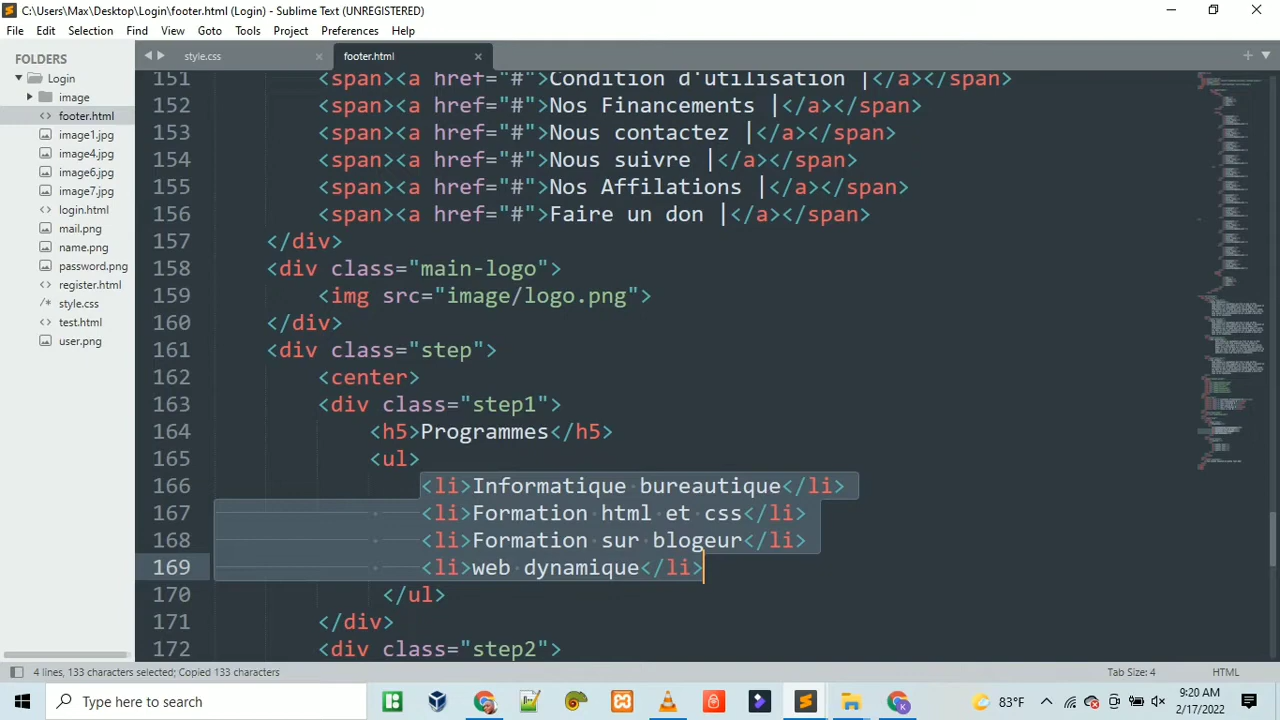 C:\Users\Max\Desktop\Login\footer.html (Login) - Sublime Text (UNREGISTERED)
File Edit Selection Find View Goto Tools Project Preferences Help
FOLDERS
Login
image
footer.html
image1.jpg
image4.jpg
image6.jpg
image7.jpg
login.html
mail.png
name.png
password.png
register.html
style.css
test.html
user.png
style.css
footer.html
151 <span><a href="#">Condition d'utilisation |</a></span>
152 <span><a href="#">Nos Financements |</a></span>
153 <span><a href="#">Nous contactez |</a></span>
154 <span><a href="#">Nous suivre |</a></span>
155 <span><a href="#">Nos Affilations |</a></span>
156 <span><a href="#">Faire un don |</a></span>
157 </div>
158 <div class="main-logo">
159 <img src="image/logo.png">
160 </div>
161 <div class="step">
162 <center>
163 <div class="step1">
164 <h5>Programmes</h5>
165 <ul>
166 <li>Informatique bureautique</li>
167 <li>Formation html et css</li>
168 <li>Formation sur blogeur</li>
169 <li>web dynamique</li>
170 </ul>
171 </div>
172 <div class="step2">
4 lines, 133 characters selected; Copied 133 characters
Tab Size: 4
HTML
Type here to search
83°F
9:20 AM
2/17/2022